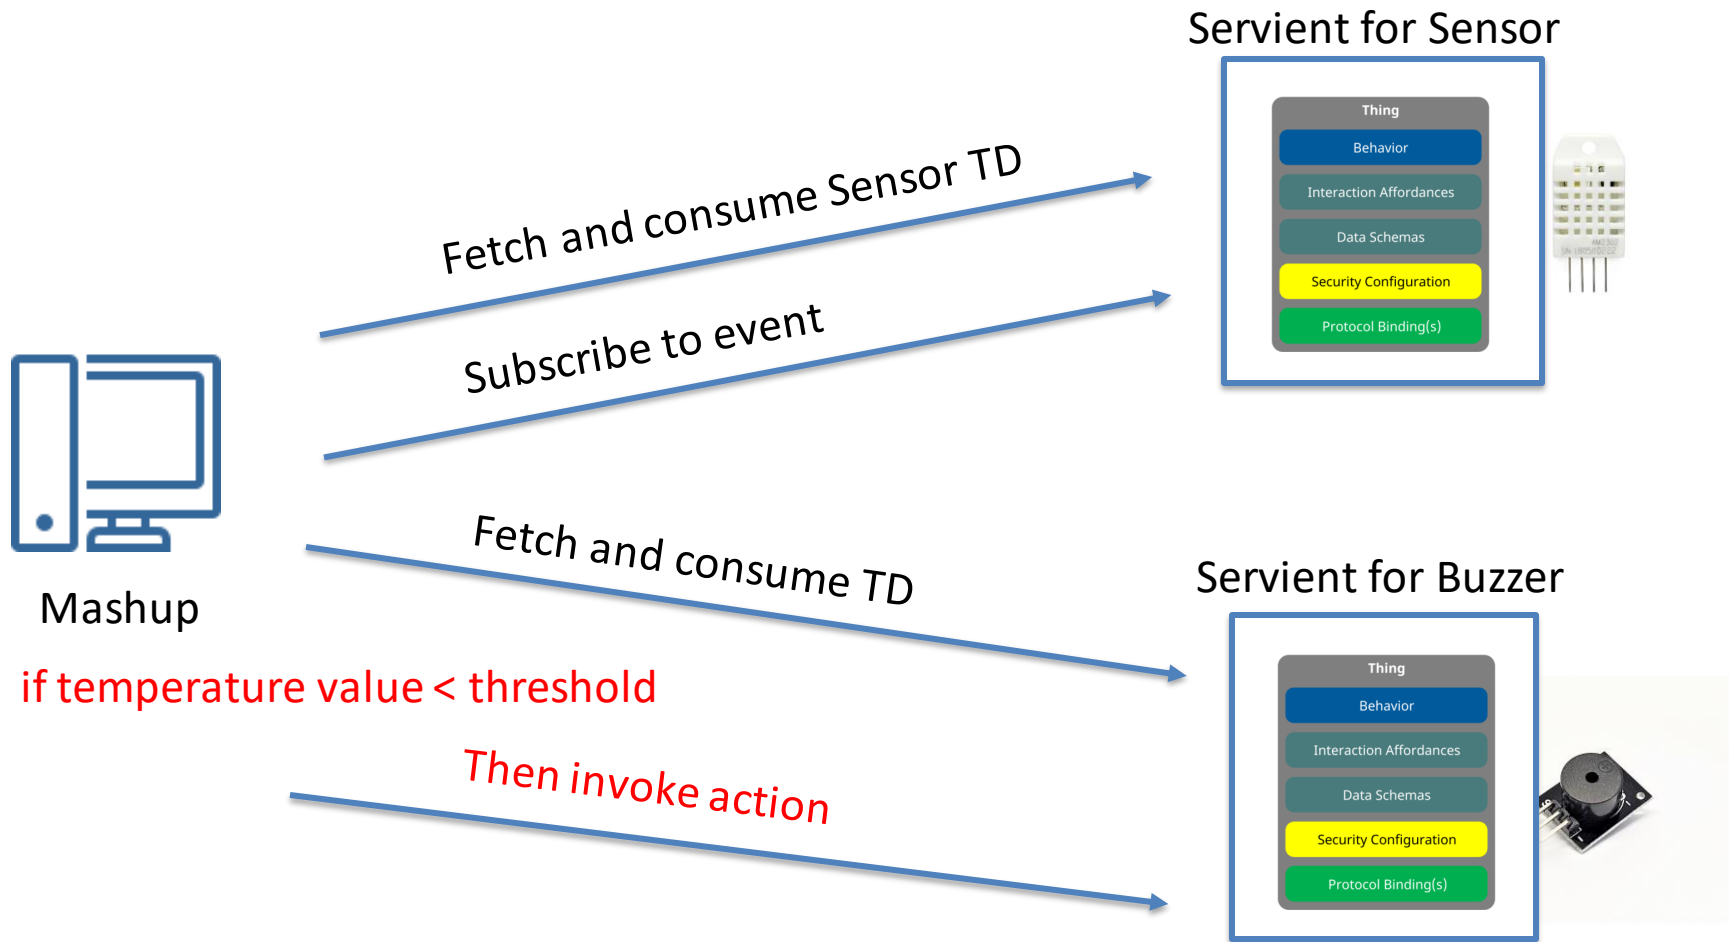 Servient for Sensor
Thing
Behavior
Interaction Affordances
Data Schemas
Security Configuration
Protocol Binding(s)
AM2302
Fetch and consume Sensor TD
Subscribe to event
Mashup
if temperature value < threshold
Fetch and consume TD
Then invoke action
Servient for Buzzer
Thing
Behavior
Interaction Affordances
Data Schemas
Security Configuration
Protocol Binding(s)